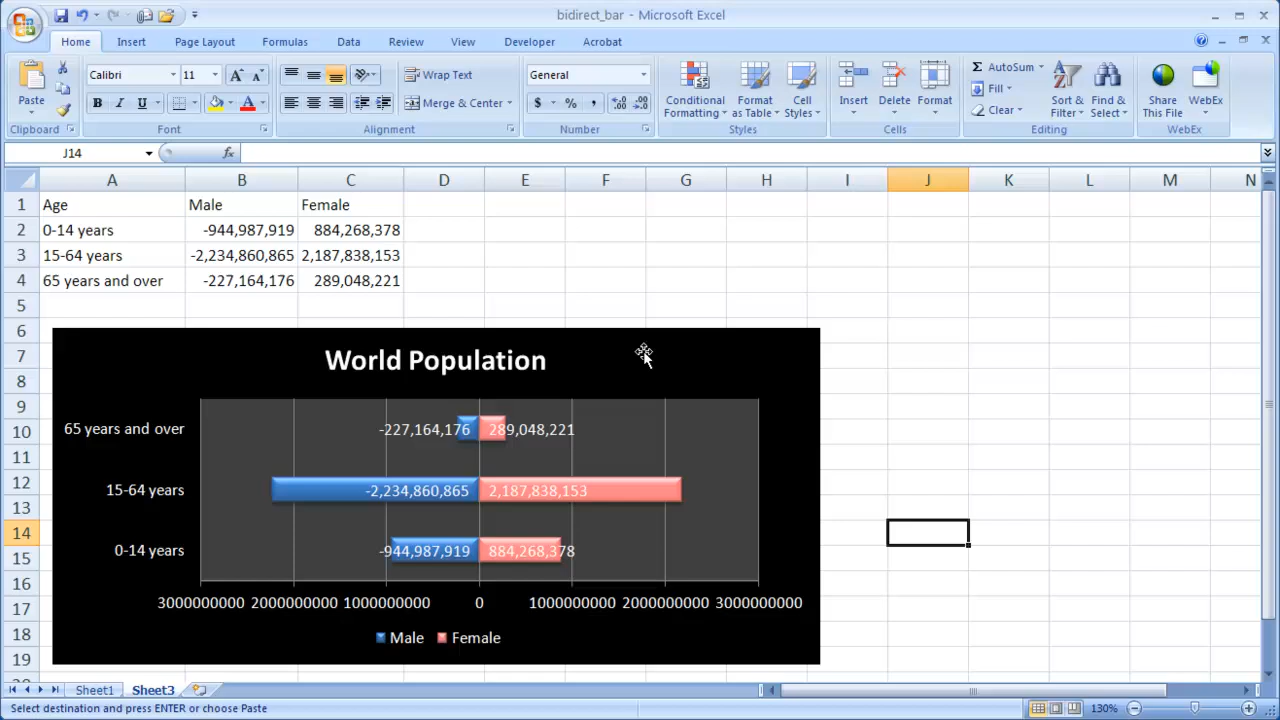 bidirect_bar - Microsoft Excel
Home Insert Page Layout Formulas Data Review View Developer Acrobat
Paste
Calibri 11
B I U
Wrap Text
Merge & Center
General
$ % ,
Conditional Formatting
Format as Table
Cell Styles
Insert
Delete
Format
AutoSum
Fill
Clear
Sort & Filter
Find & Select
Share This File
WebEx
Clipboard Font Alignment Number Styles Cells Editing WebEx
J14 fx
A B C D E F G H I J K L M N
1 Age Male Female
2 0-14 years -944,987,919 884,268,378
3 15-64 years -2,234,860,865 2,187,838,153
4 65 years and over -227,164,176 289,048,221
5
6
7
8
9
10
11
12
13
14
15
16
17
18
19
World Population
65 years and over -227,164,176 289,048,221
15-64 years -2,234,860,865 2,187,838,153
0-14 years -944,987,919 884,268,378
3000000000 2000000000 1000000000 0 1000000000 2000000000 3000000000
Male Female
Sheet1 Sheet3
Select destination and press ENTER or choose Paste 130%